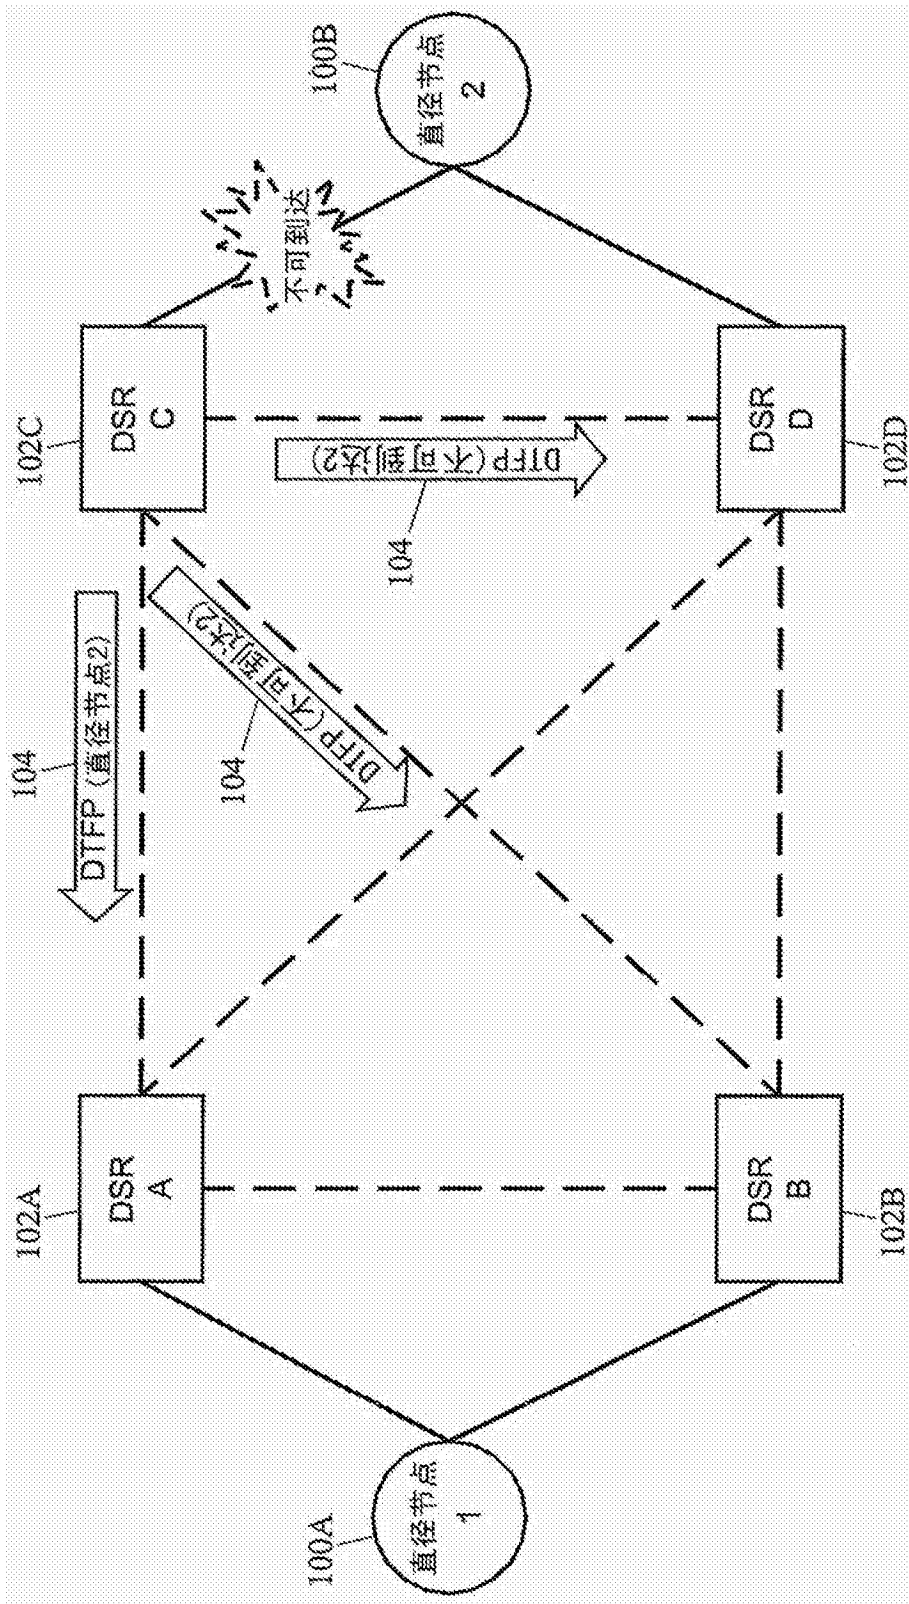 102A
104
102C
DTFP (直径节点2)
DSR
A
DSR
C
104
DTFP (不可到达2)
不可到达
100A
100B
直径节点
1
104
DTFP (不可到达2)
直径节点
2
DSR
B
DSR
D
102B
102D